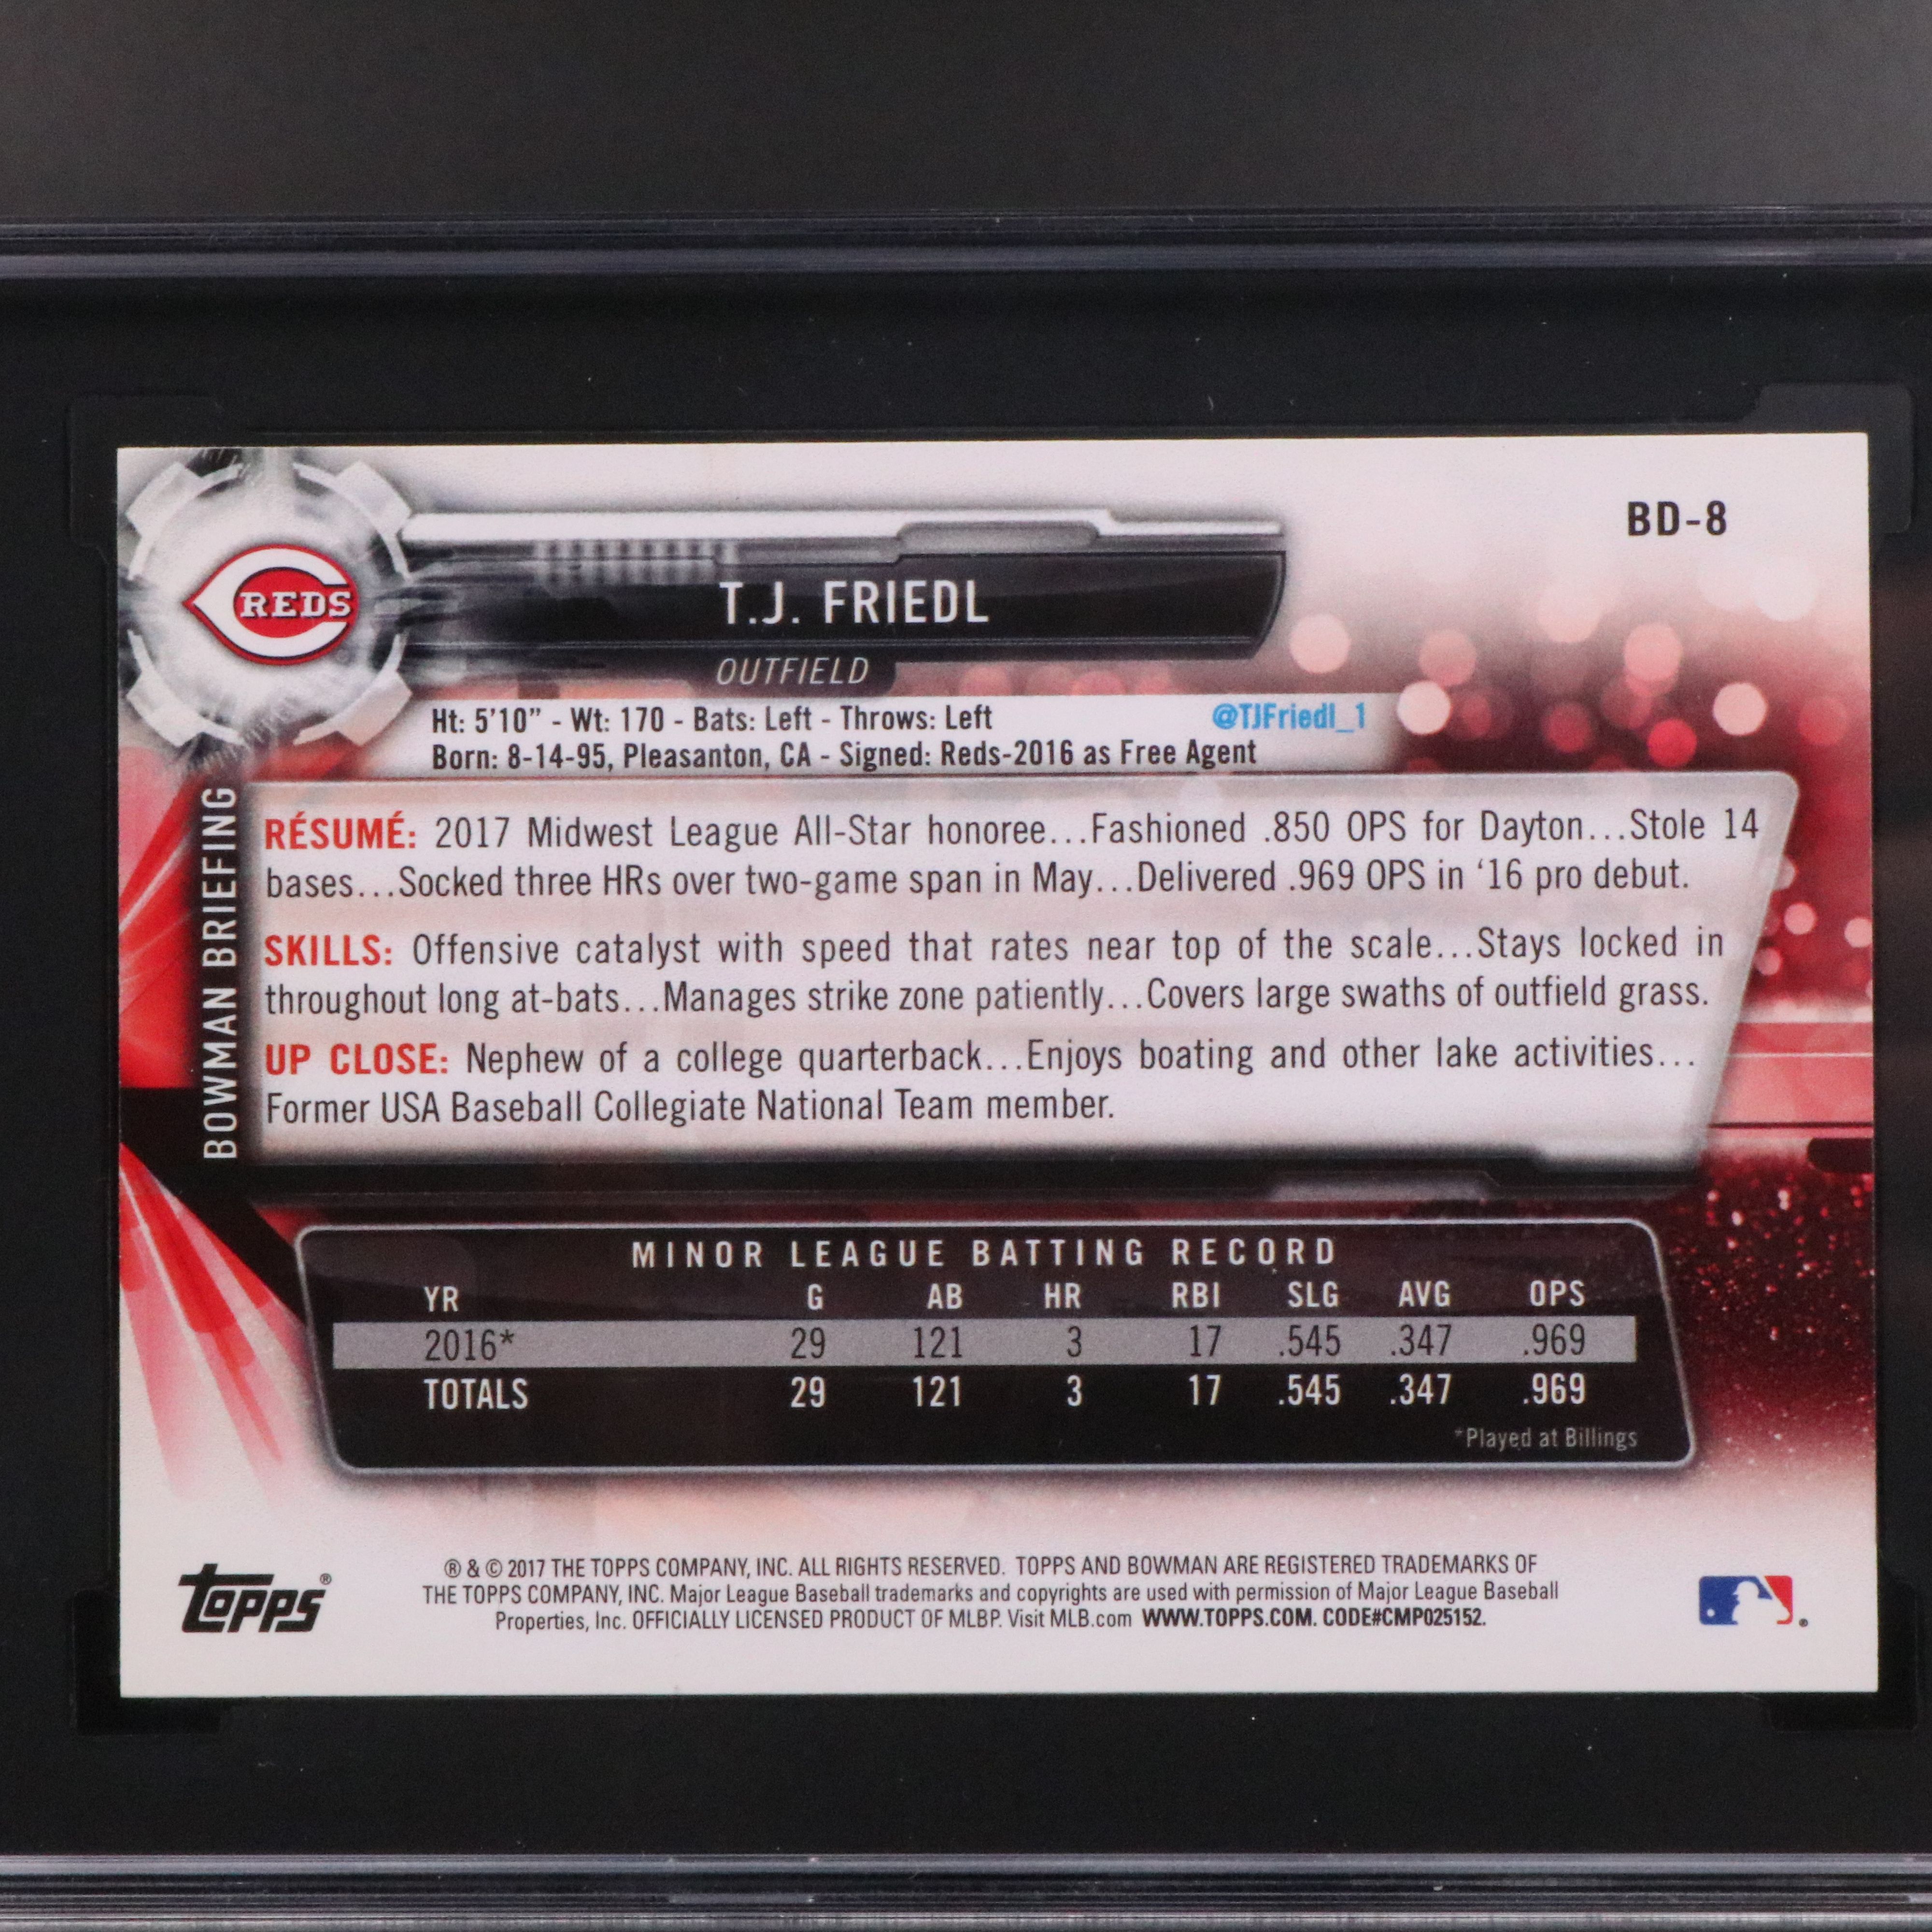 BD-8
REDS
T.J. FRIEDL
OUTFIELD
Ht: 5'10” - Wt: 170 - Bats: Left - Throws: Left @TJFriedl_1
Born: 8-14-95, Pleasanton, CA - Signed: Reds-2016 as Free Agent
BOWMAN BRIEFING
RÉSUMÉ: 2017 Midwest League All-Star honoree...Fashioned .850 OPS for Dayton...Stole 14
bases...Socked three HRs over two-game span in May...Delivered .969 OPS in ‘16 pro debut.
SKILLS: Offensive catalyst with speed that rates near top of the scale...Stays locked in
throughout long at-bats...Manages strike zone patiently...Covers large swaths of outfield grass.
UP CLOSE: Nephew of a college quarterback...Enjoys boating and other lake activities...
Former USA Baseball Collegiate National Team member.
MINOR LEAGUE BATTING RECORD
YR G AB HR RBI SLG AVG OPS
2016* 29 121 3 17 .545 .347 .969
TOTALS 29 121 3 17 .545 .347 .969
*Played at Billings
topps®
® & © 2017 THE TOPPS COMPANY, INC. ALL RIGHTS RESERVED. TOPPS AND BOWMAN ARE REGISTERED TRADEMARKS OF
THE TOPPS COMPANY, INC. Major League Baseball trademarks and copyrights are used with permission of Major League Baseball
Properties, Inc. OFFICIALLY LICENSED PRODUCT OF MLBP. Visit MLB.com WWW.TOPPS.COM. CODE#CMP025152.